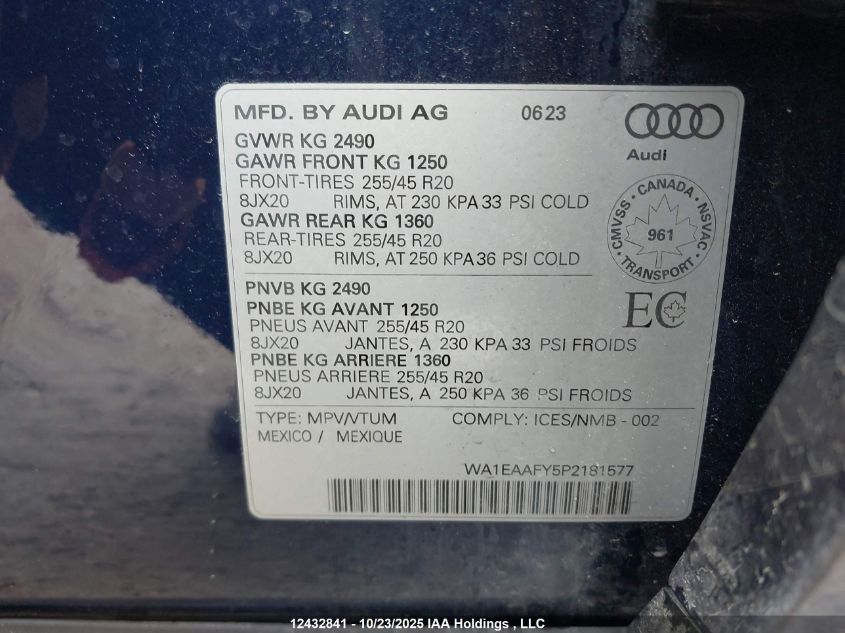 MFD. BY AUDI AG 0623
Audi
GVWR KG 2490
GAWR FRONT KG 1250
FRONT-TIRES 255/45 R20
8JX20 RIMS, AT 230 KPA 33 PSI COLD
GAWR REAR KG 1360
REAR-TIRES 255/45 R20
8JX20 RIMS, AT 250 KPA 36 PSI COLD
CMVSS · CANADA · NSVAC · TRANSPORT ·
961
PNVB KG 2490
PNBE KG AVANT 1250
PNEUS AVANT 255/45 R20
8JX20 JANTES, A 230 KPA 33 PSI FROIDS
PNBE KG ARRIERE 1360
PNEUS ARRIERE 255/45 R20
8JX20 JANTES, A 250 KPA 36 PSI FROIDS
EC
TYPE: MPV/VTUM COMPLY: ICES/NMB - 002
MEXICO / MEXIQUE
WA1EAAFY5P2181577
12432841 - 10/23/2025 IAA Holdings , LLC.